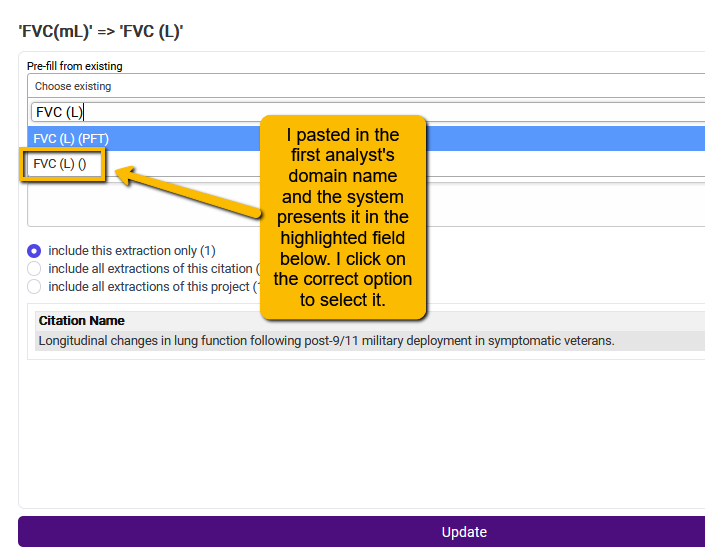 'FVC(mL)' => 'FVC (L)'
Pre-fill from existing
Choose existing
FVC (L)
FVC (L) (PFT)
FVC (L) ()
I pasted in the
first analyst's
domain name
and the system
presents it in the
highlighted field
below. I click on
the correct option
to select it.
include this extraction only (1)
include all extractions of this citation (
include all extractions of this project (
Citation Name
Longitudinal changes in lung function following post-9/11 military deployment in symptomatic veterans.
Update